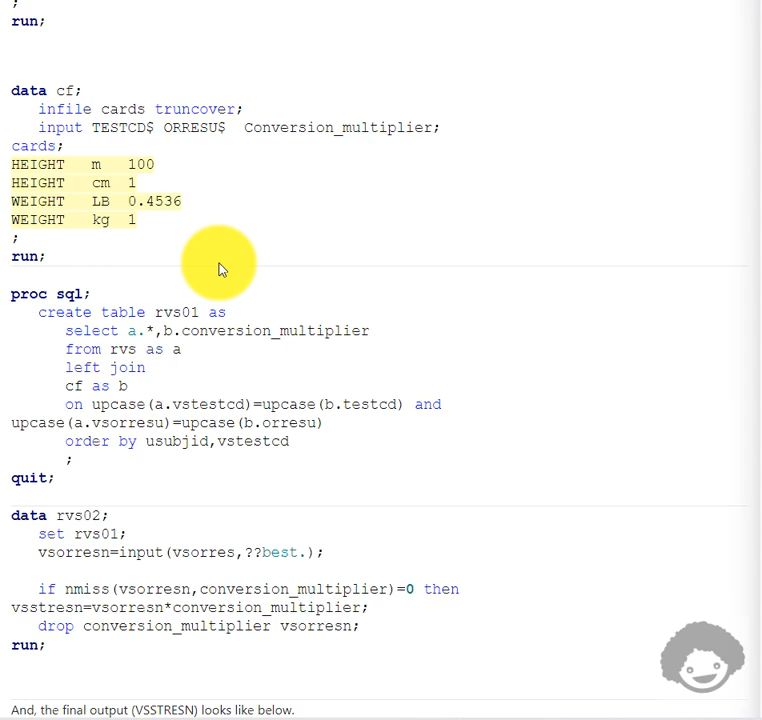 ;
run;
data cf;
infile cards truncover;
input TESTCD$ ORRESU$ Conversion_multiplier;
cards;
HEIGHT m 100
HEIGHT cm 1
WEIGHT LB 0.4536
WEIGHT kg 1
;
run;
proc sql;
create table rvs01 as
select a.*,b.conversion_multiplier
from rvs as a
left join
cf as b
on upcase(a.vstestcd)=upcase(b.testcd) and
upcase(a.vsorresu)=upcase(b.orresu)
order by usubjid,vstestcd
;
quit;
data rvs02;
set rvs01;
vsorresn=input(vsorres,??best.);
if nmiss(vsorresn,conversion_multiplier)=0 then
vsstresn=vsorresn*conversion_multiplier;
drop conversion_multiplier vsorresn;
run;
And, the final output (VSSTRESN) looks like below.